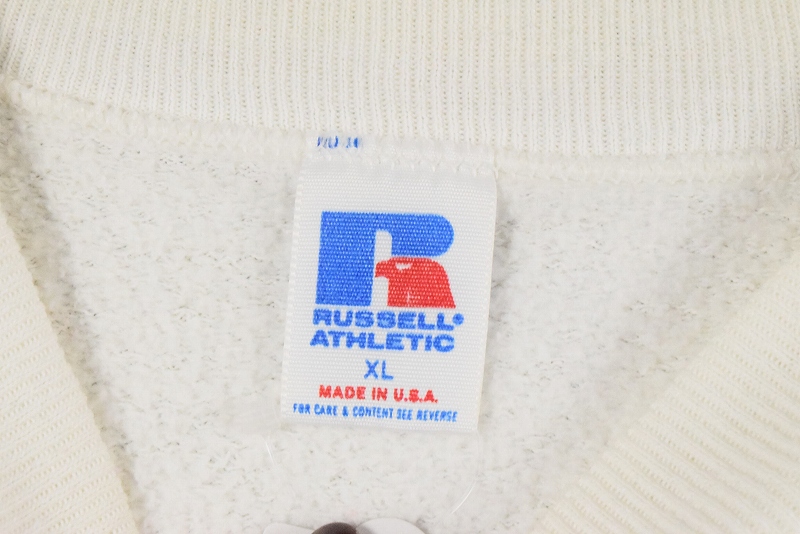 RUSSELL®
ATHLETIC
XL
MADE IN U.S.A.
FOR CARE & CONTENT SEE REVERSE